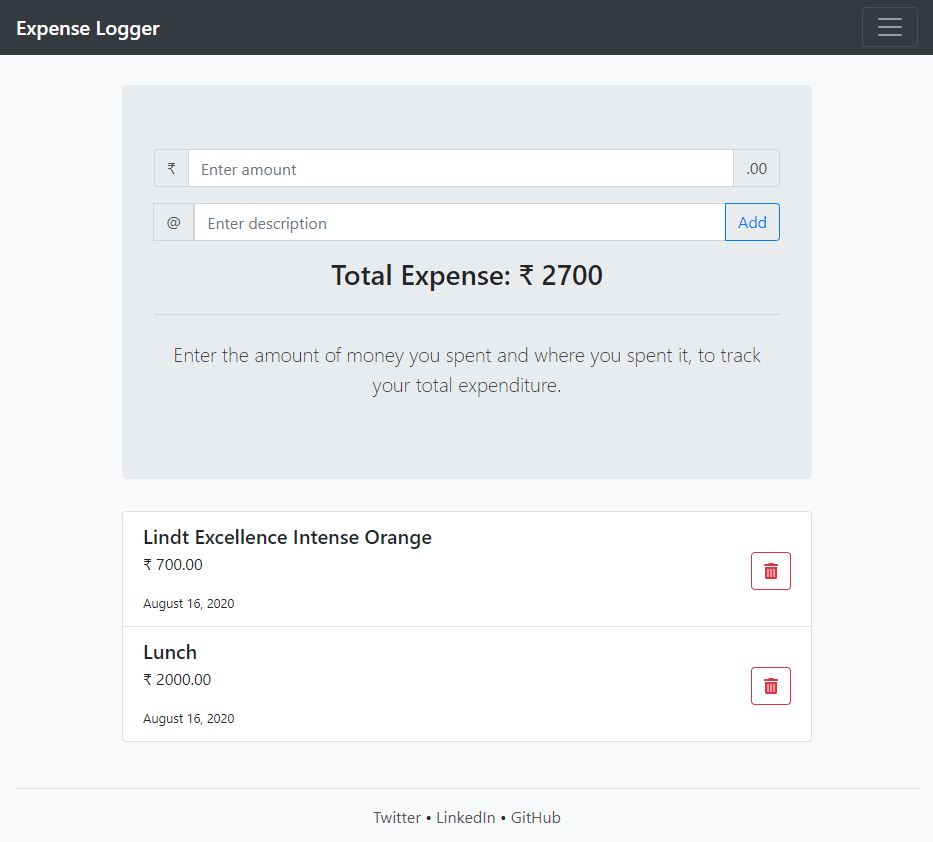 Expense Logger
₹ Enter amount .00
@ Enter description Add
Total Expense: ₹ 2700
Enter the amount of money you spent and where you spent it, to track
your total expenditure.
Lindt Excellence Intense Orange
₹ 700.00
August 16, 2020
Lunch
₹ 2000.00
August 16, 2020
Twitter • LinkedIn • GitHub